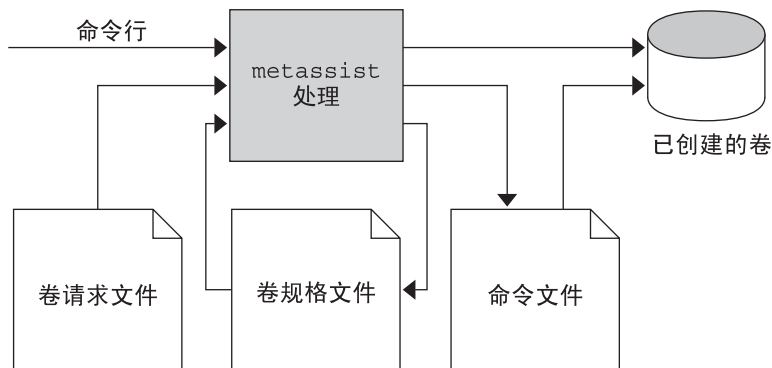 命令行
metassist
处理
已创建的卷
卷请求文件
卷规格文件
命令文件